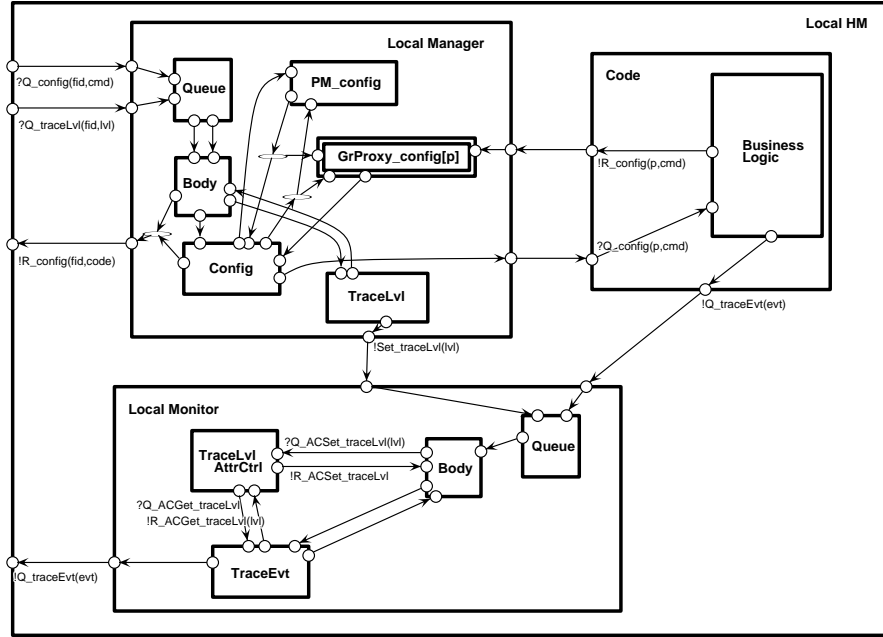 Local HM
Local Manager
?Q_config(fid,cmd)
Queue
PM_config
Code
?Q_traceLvl(fid,lvl)
GrProxy_config[p]
Business
Logic
!R_config(p,cmd)
Body
?Q_config(p,cmd)
!R_config(fid,code)
Config
TraceLvl
!Q_traceEvt(evt)
!Set_traceLvl(lvl)
Local Monitor
?Q_ACSet_traceLvl(lvl)
Queue
TraceLvl
AttrCtrl
Body
!R_ACSet_traceLvl
?Q_ACGet_traceLvl
!R_ACGet_traceLvl(lvl)
TraceEvt
!Q_traceEvt(evt)